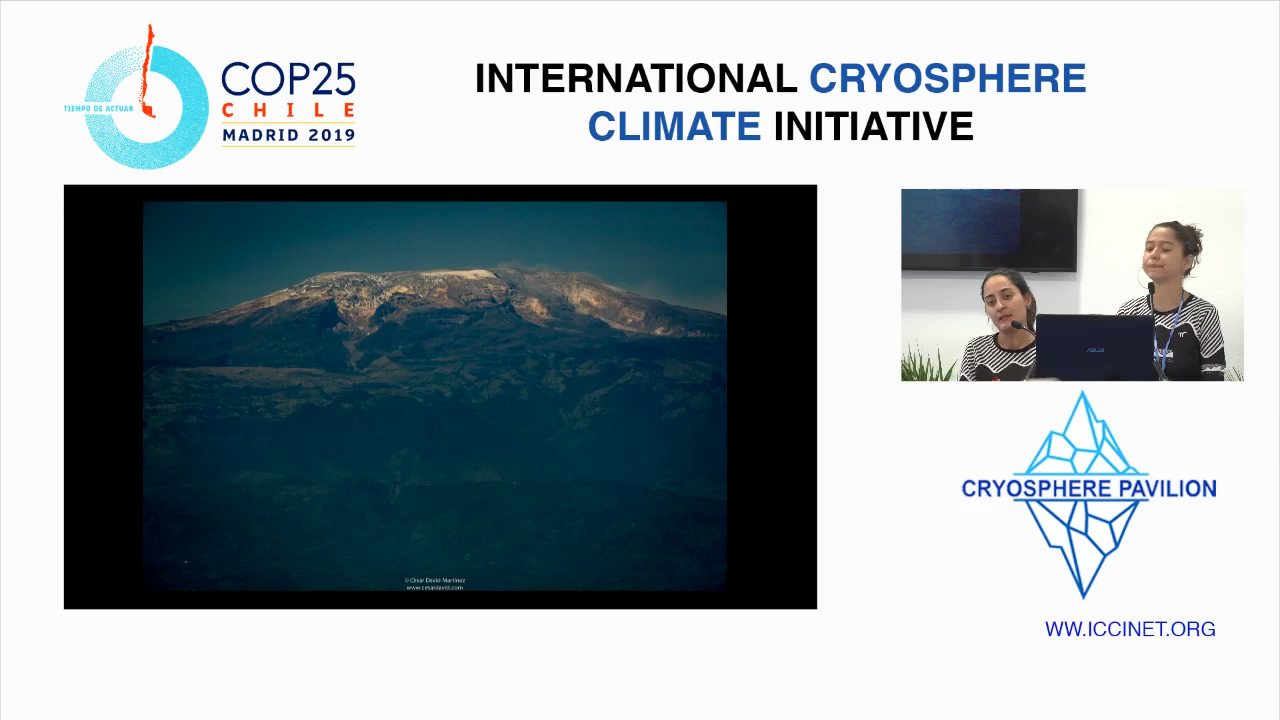 TIEMPO DE ACTUAR
COP25
CHILE
MADRID 2019
INTERNATIONAL CRYOSPHERE
CLIMATE INITIATIVE
ASUS
© César David Martínez
www.cesardavid.com
CRYOSPHERE PAVILION
WW.ICCINET.ORG